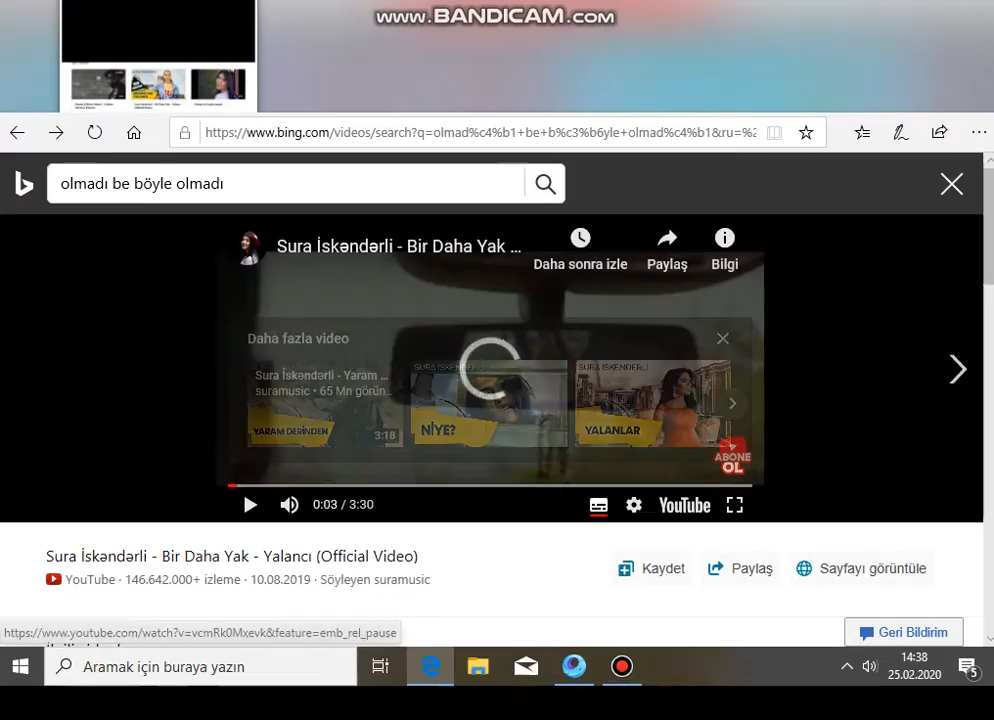 www.BANDICAM.com
https://www.bing.com/videos/search?q=olmad%c4%b1+be+b%c3%b6yle+olmad%c4%b1&ru=%2
olmadı be böyle olmadı
Sura İskəndərli - Bir Daha Yak ...
Daha sonra izle
Paylaş
Bilgi
Daha fazla video
Sura İskəndərli - Yaram ...
suramusic • 65 Mn görün...
YARAM DERİNDEN
3:18
SURA İSKENDERLİ
NİYE?
SURA İSKENDERLİ
YALANLAR
ABONE
OL
0:03 / 3:30
YouTube
Sura İskəndərli - Bir Daha Yak - Yalancı (Official Video)
YouTube · 146.642.000+ izleme · 10.08.2019 · Söyleyen suramusic
Kaydet
Paylaş
Sayfayı görüntüle
https://www.youtube.com/watch?v=vcmRk0Mxevk&feature=emb_rel_pause
Geri Bildirim
Aramak için buraya yazın
14:38
25.02.2020
5